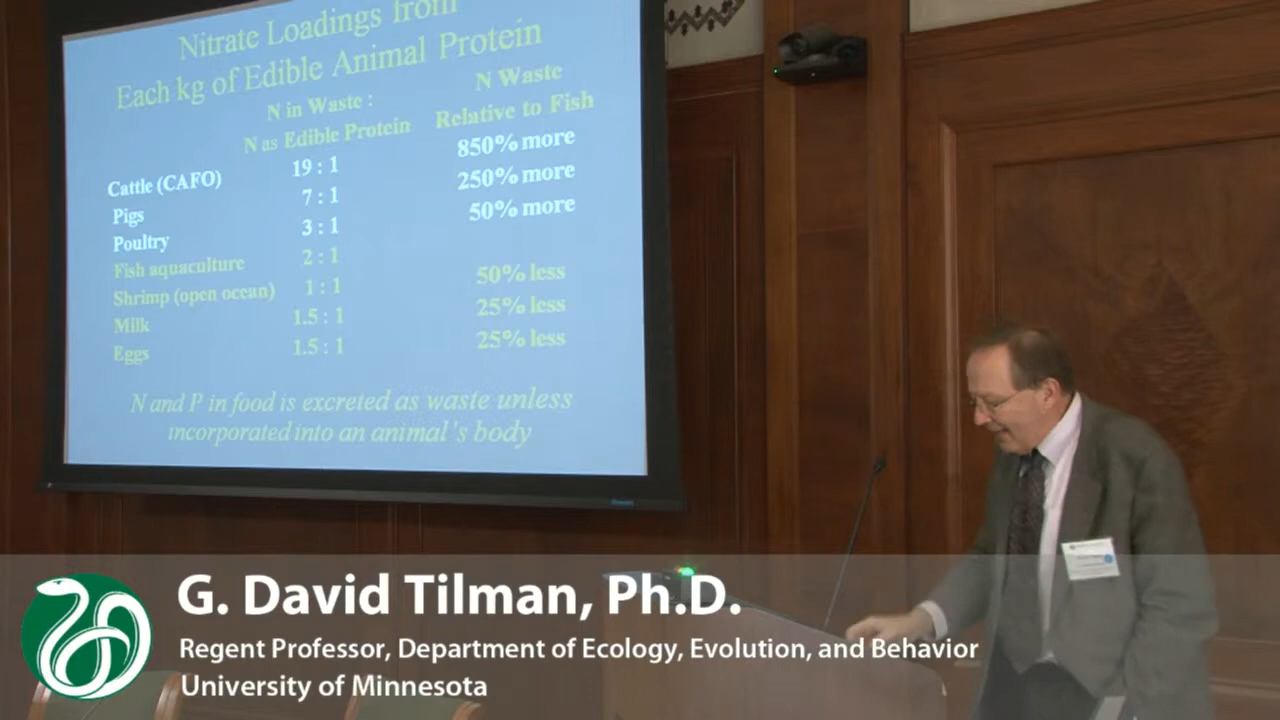 Nitrate Loadings from
Each kg of Edible Animal Protein
N in Waste : N Waste
N as Edible Protein Relative to Fish
Cattle (CAFO) 19 : 1 850% more
Pigs 7 : 1 250% more
Poultry 3 : 1 50% more
Fish aquaculture 2 : 1
Shrimp (open ocean) 1 : 1 50% less
Milk 1.5 : 1 25% less
Eggs 1.5 : 1 25% less
N and P in food is excreted as waste unless
incorporated into an animal's body
G. David Tilman, Ph.D.
Regent Professor, Department of Ecology, Evolution, and Behavior
University of Minnesota